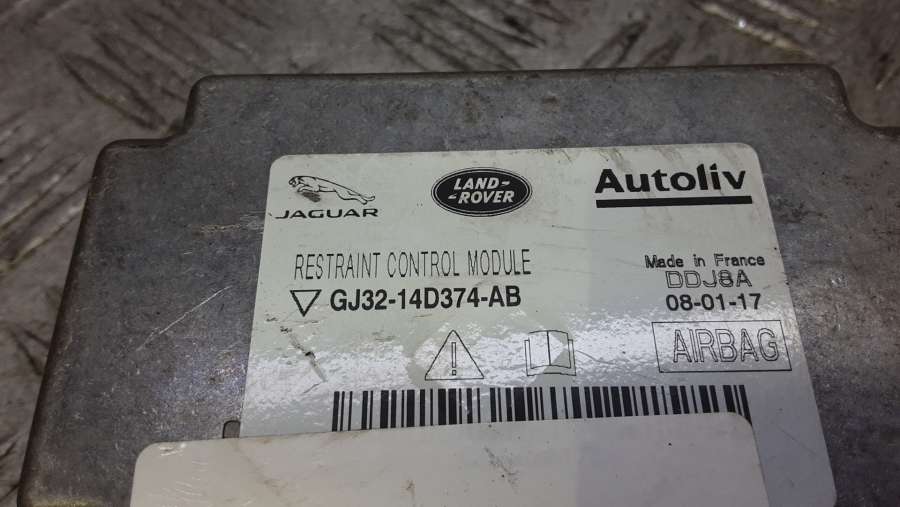 JAGUAR
LAND-
-ROVER
Autoliv
RESTRAINT CONTROL MODULE
GJ32-14D374-AB
Made in France
DDJ8A
08-01-17
AIRBAG